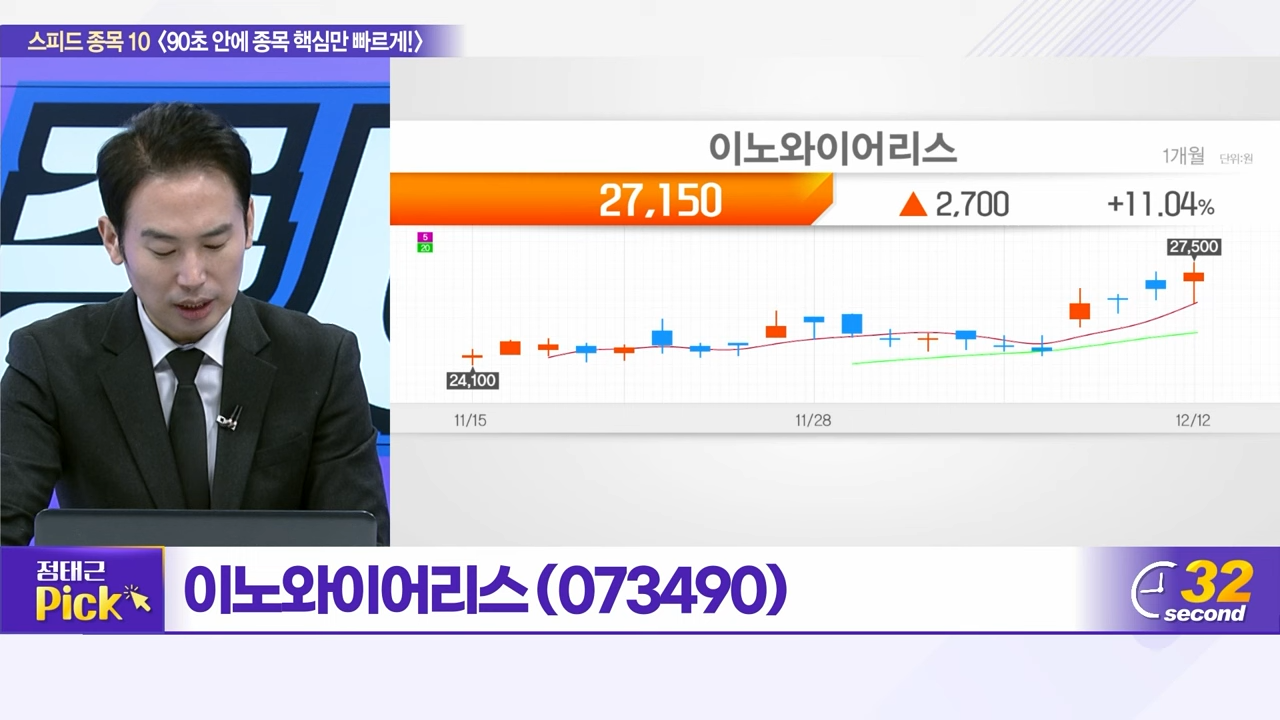 스피드 종목 10 〈90초 안에 종목 핵심만 빠르게!〉
이노와이어리스
1개월 단위:원
27,150 ▲ 2,700 +11.04%
5
20
27,500
24,100
11/15 11/28 12/12
정태근
Pick
이노와이어리스(073490)
32
second